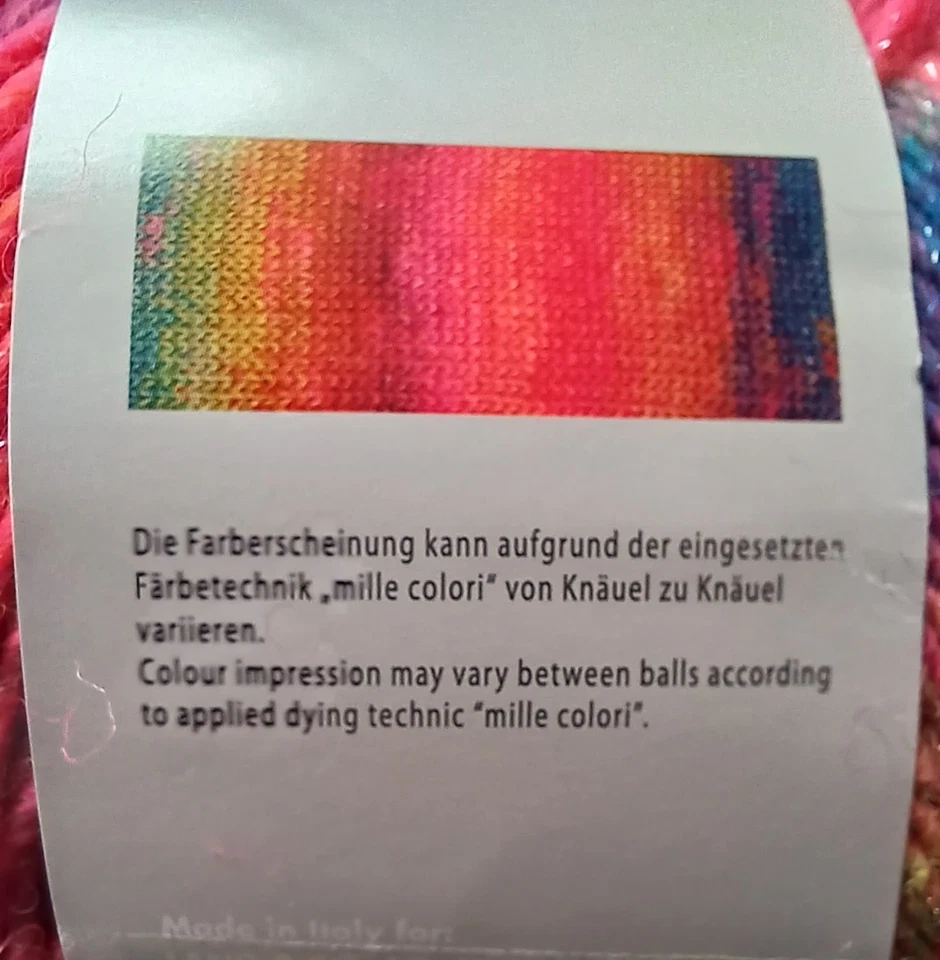 Die Farberscheinung kann aufgrund der eingesetzten
Färbetechnik „mille colori“ von Knäuel zu Knäuel
variieren.
Colour impression may vary between balls according
to applied dying technic “mille colori”.
Made in Italy for: